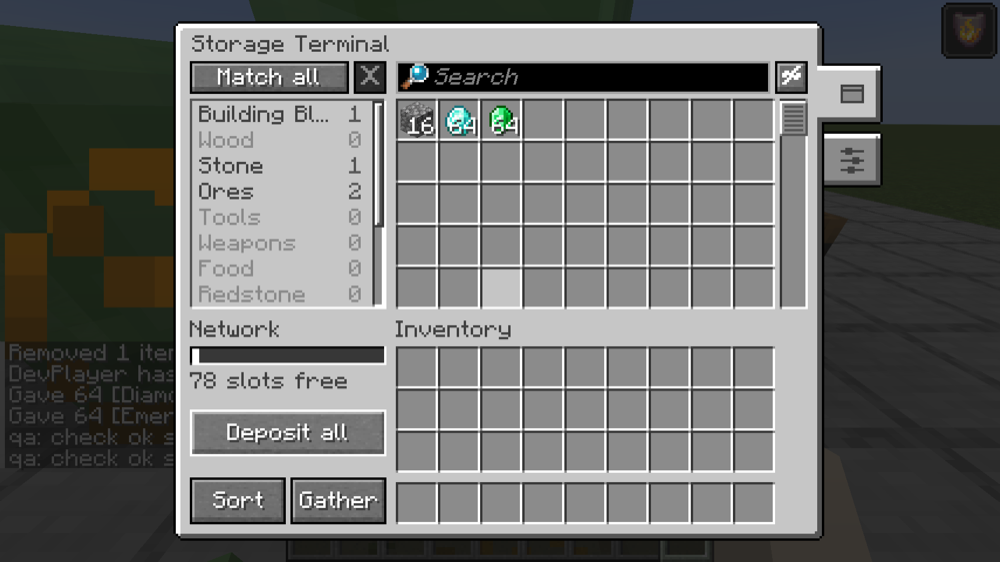 Storage Terminal
Match all
X
Search
Building Bl... 1
Wood 0
Stone 1
Ores 2
Tools 0
Weapons 0
Food 0
Redstone 0
16 64 64
Network
78 slots free
Deposit all
Sort
Gather
Inventory
Removed 1 iter
DevPlayer has
Gave 64 [Diamo
Gave 64 [Emer
qa: check ok s
qa: check ok s